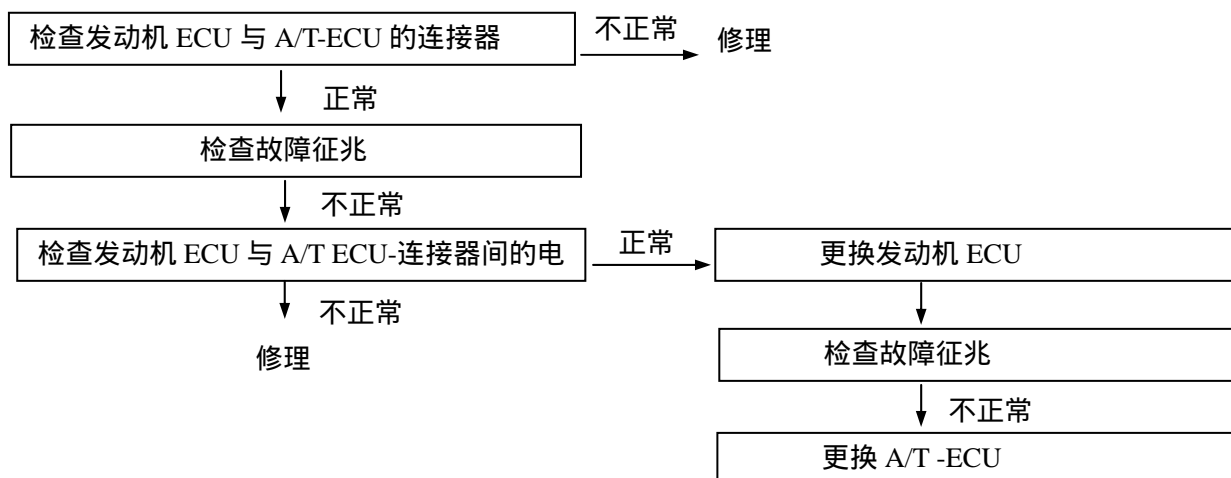 检查发动机 ECU 与 A/T-ECU 的连接器
不正常
修理
正常
检查故障征兆
不正常
检查发动机 ECU 与 A/T ECU-连接器间的电
正常
更换发动机 ECU
不正常
修理
检查故障征兆
不正常
更换 A/T -ECU